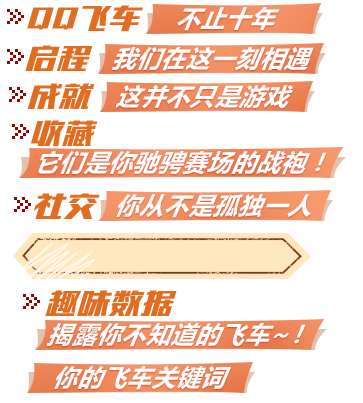 QQ飞车 不止十年
启程 我们在这一刻相遇
成就 这并不只是游戏
收藏
它们是你驰骋赛场的战袍！
社交 你从不是孤独一人
趣味数据
揭露你不知道的飞车~！
你的飞车关键词